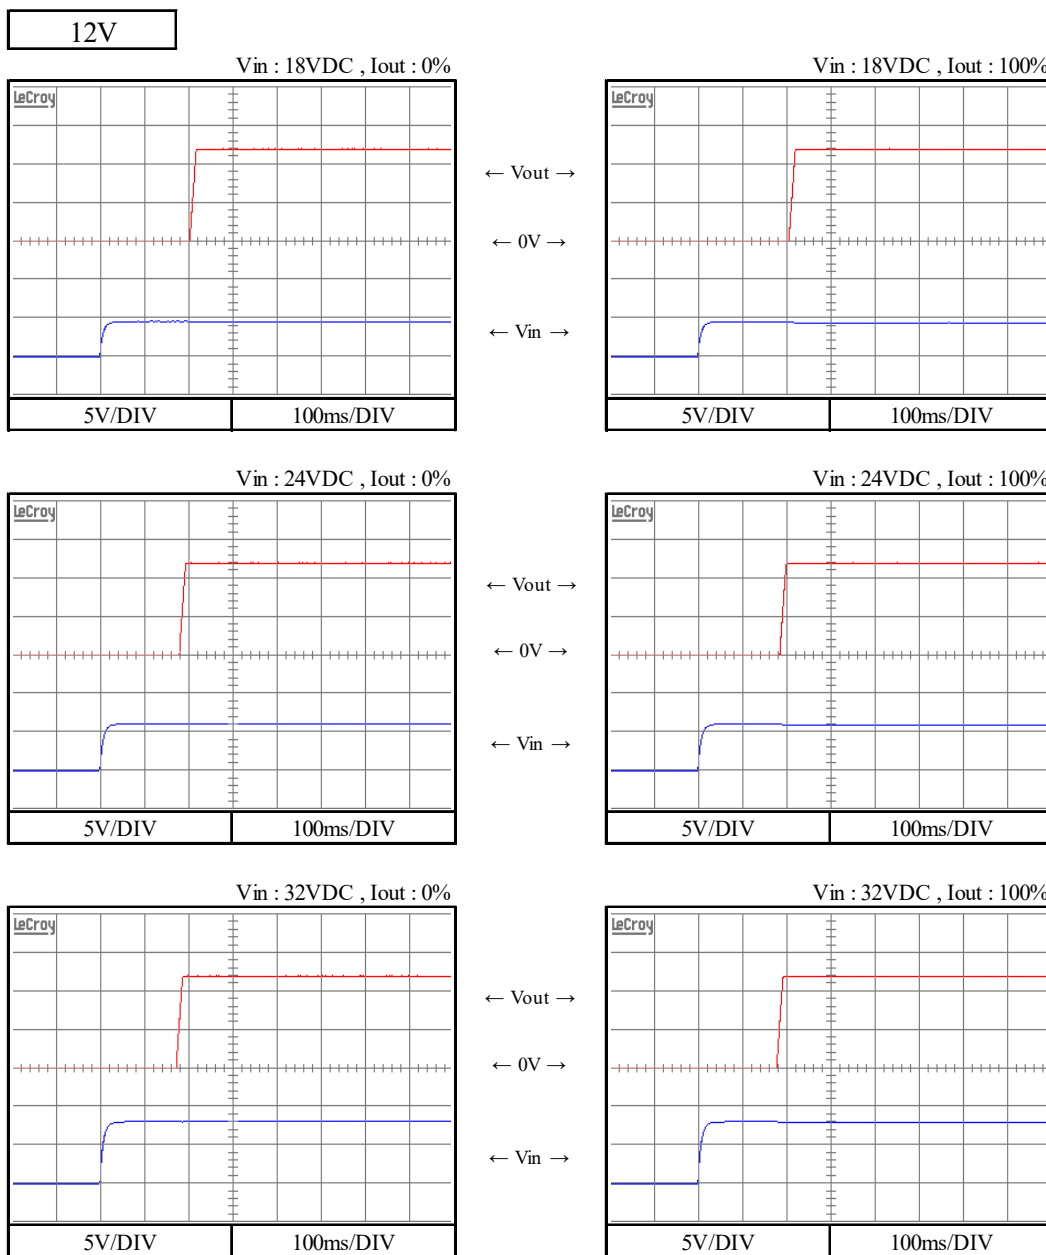 12V
Vin : 18VDC , Iout : 0%
Vin : 18VDC , Iout : 100%
LeCroy
LeCroy
← Vout →
← 0V →
← Vin →
5V/DIV
100ms/DIV
5V/DIV
100ms/DIV
Vin : 24VDC , Iout : 0%
Vin : 24VDC , Iout : 100%
LeCroy
LeCroy
← Vout →
← 0V →
← Vin →
5V/DIV
100ms/DIV
5V/DIV
100ms/DIV
Vin : 32VDC , Iout : 0%
Vin : 32VDC , Iout : 100%
LeCroy
LeCroy
← Vout →
← 0V →
← Vin →
5V/DIV
100ms/DIV
5V/DIV
100ms/DIV